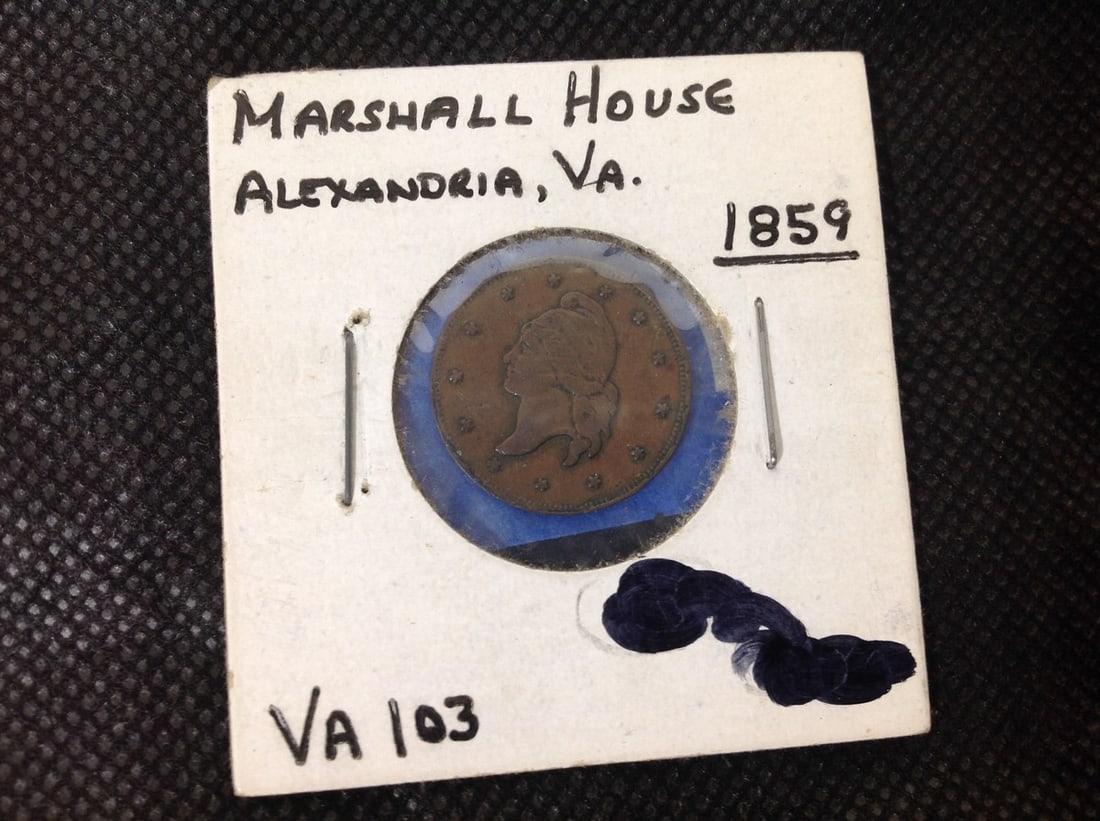 MARSHALL HOUSE
ALEXANDRIA, VA.
1859
VA 103